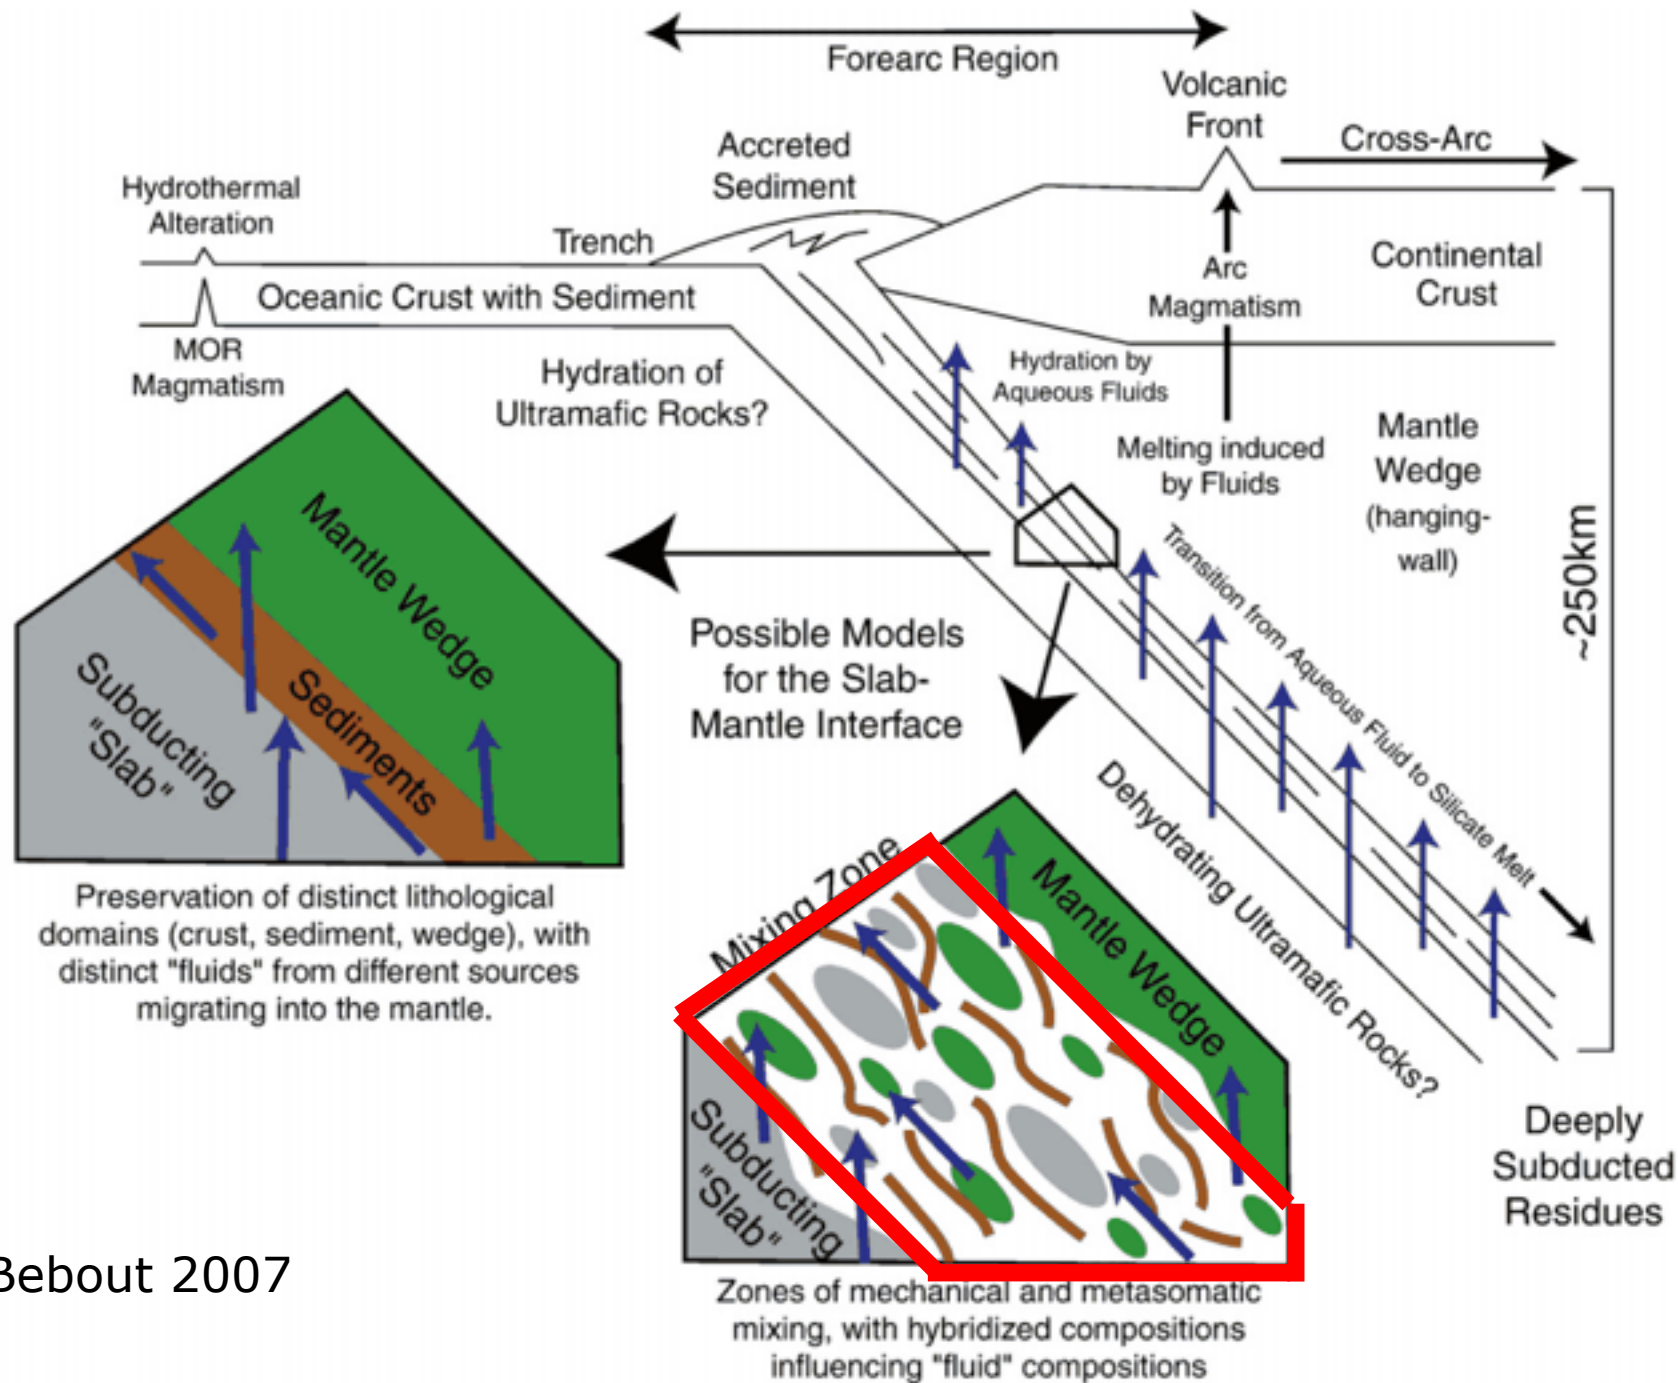 Forearc Region
Volcanic
Front
Cross-Arc
Accreted
Sediment
Hydrothermal
Alteration
Trench
Oceanic Crust with Sediment
MOR
Magmatism
Arc
Magmatism
Continental
Crust
Hydration of
Ultramafic Rocks?
Hydration by
Aqueous Fluids
Melting induced
by Fluids
Mantle
Wedge
(hanging-
wall)
~250km
Transition from Aqueous Fluid to Silicate Melt
Mantle Wedge
Sediments
Subducting
"Slab"
Possible Models
for the Slab-
Mantle Interface
Preservation of distinct lithological
domains (crust, sediment, wedge), with
distinct "fluids" from different sources
migrating into the mantle.
Dehydrating Ultramafic Rocks?
Mixing Zone
Mantle Wedge
Subducting
"Slab"
Deeply
Subducted
Residues
Bebout 2007
Zones of mechanical and metasomatic
mixing, with hybridized compositions
influencing "fluid" compositions